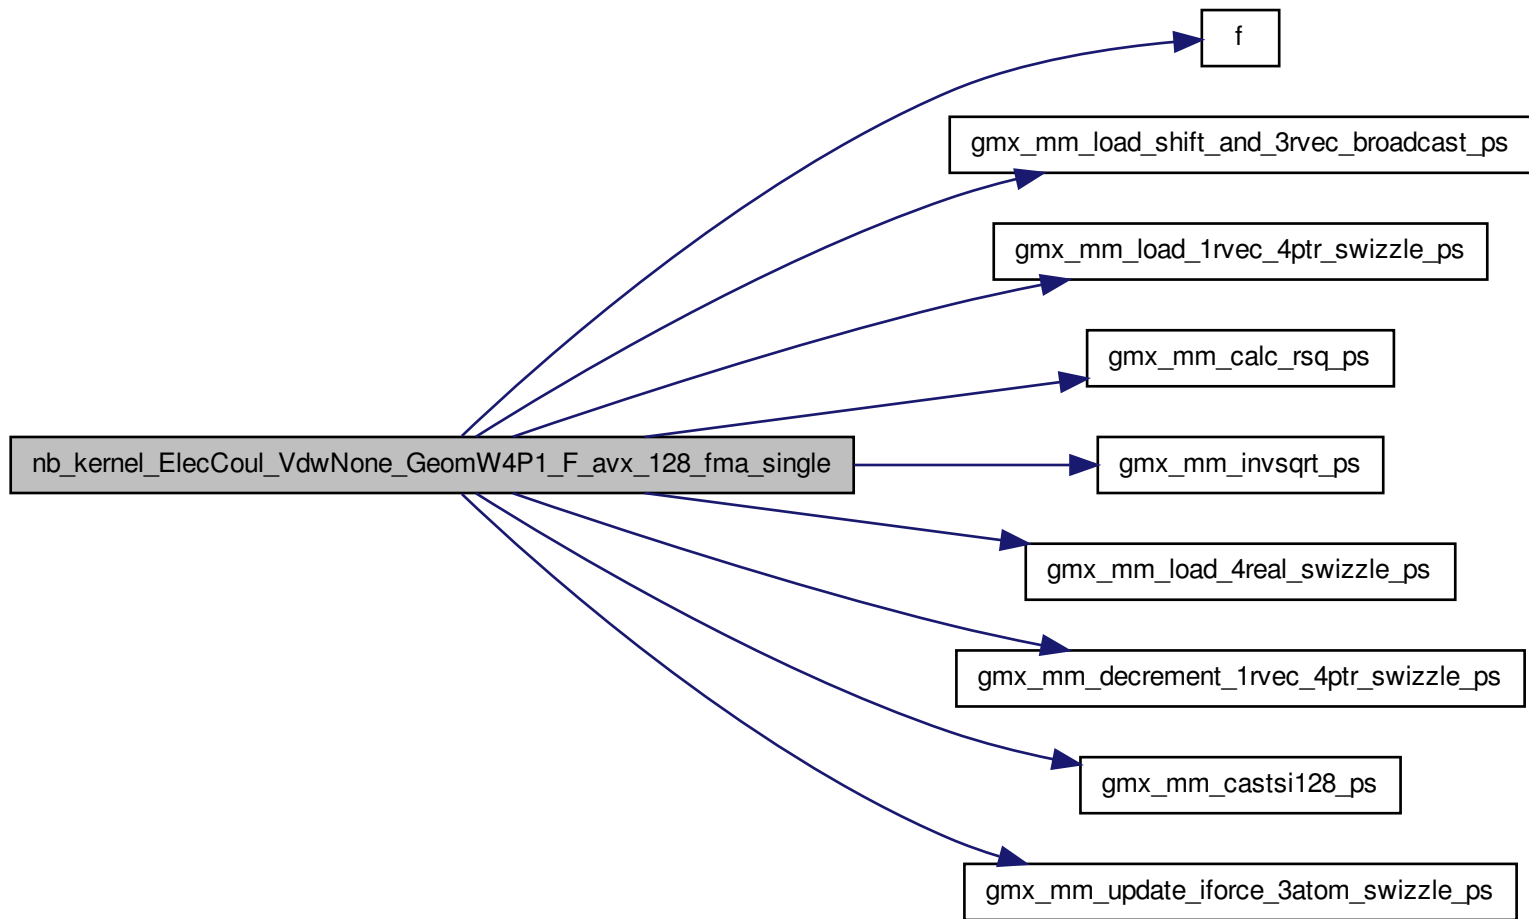 f
gmx_mm_load_shift_and_3rvec_broadcast_ps
gmx_mm_load_1rvec_4ptr_swizzle_ps
gmx_mm_calc_rsq_ps
nb_kernel_ElecCoul_VdwNone_GeomW4P1_F_avx_128_fma_single
gmx_mm_invsqrt_ps
gmx_mm_load_4real_swizzle_ps
gmx_mm_decrement_1rvec_4ptr_swizzle_ps
gmx_mm_castsi128_ps
gmx_mm_update_iforce_3atom_swizzle_ps